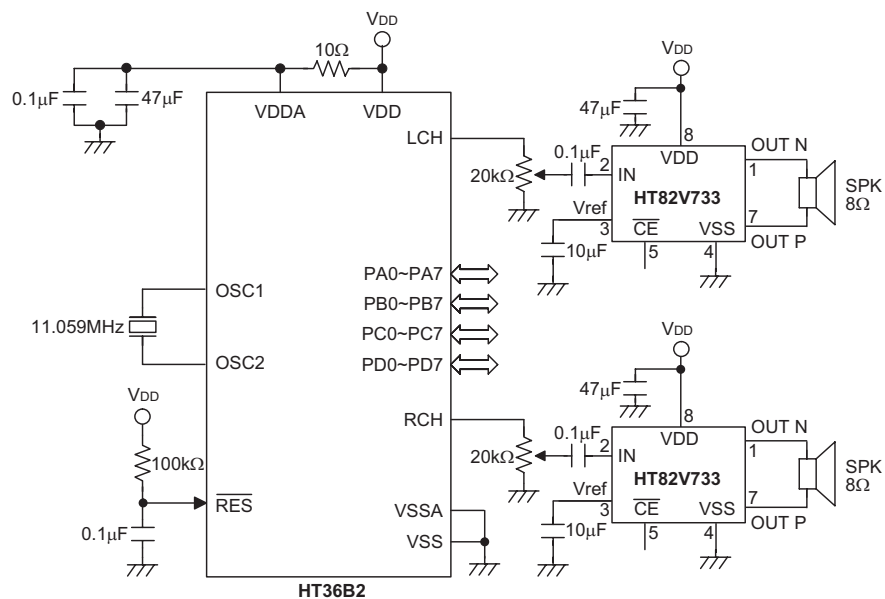 VDD
10Ω
0.1μF
47μF
VDDA
VDD
LCH
20kΩ
0.1μF
VDD
47μF
8
VDD
2
IN
HT82V733
Vref
3
CE
VSS
10μF
5
4
OUT N
1
7
OUT P
SPK
8Ω
PA0~PA7
PB0~PB7
PC0~PC7
PD0~PD7
11.059MHz
OSC1
OSC2
VDD
100kΩ
RES
0.1μF
RCH
20kΩ
0.1μF
VDD
47μF
8
VDD
2
IN
HT82V733
Vref
3
CE
VSS
10μF
5
4
OUT N
1
7
OUT P
SPK
8Ω
VSSA
VSS
HT36B2